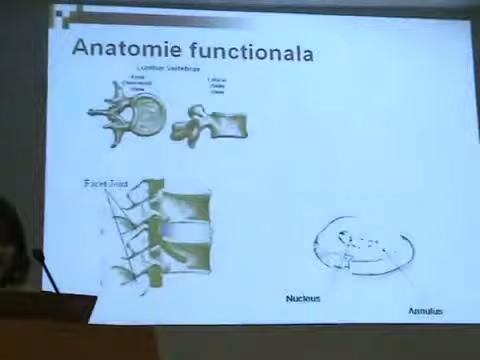 Anatomie functionala
Lumbar Vertebrae
Facet Joint
Nucleus
Annulus